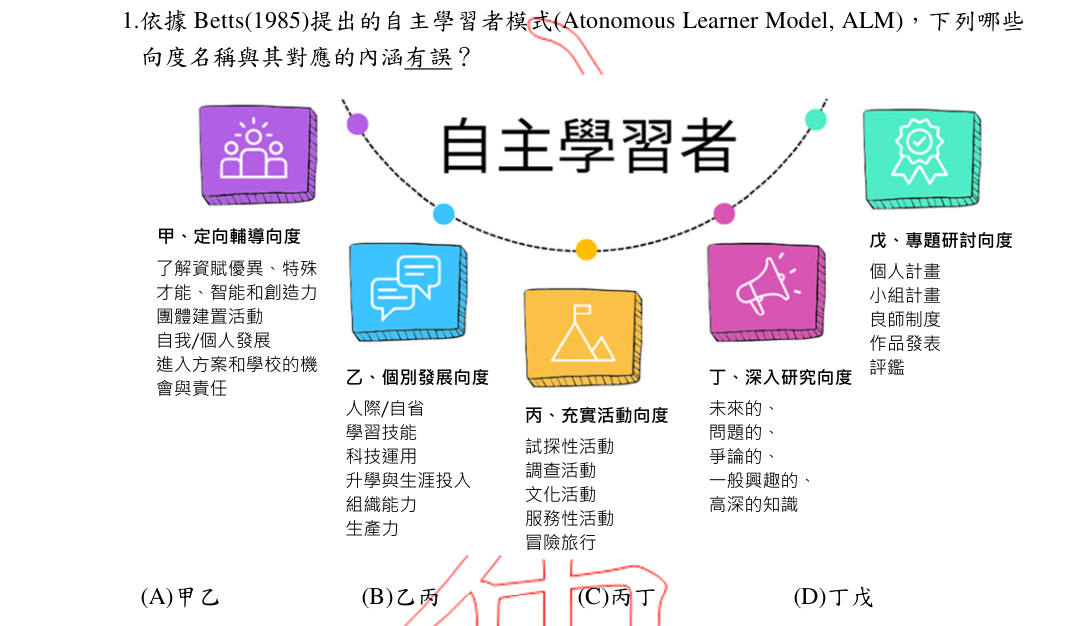 1.依據 Betts(1985)提出的自主學習者模式(Atonomous Learner Model, ALM)，下列哪些
向度名稱與其對應的內涵有誤？
自主學習者
甲、定向輔導向度
了解資賦優異、特殊
才能、智能和創造力
團體建置活動
自我/個人發展
進入方案和學校的機
會與責任
乙、個別發展向度
人際/自省
學習技能
科技運用
升學與生涯投入
組織能力
生產力
丙、充實活動向度
試探性活動
調查活動
文化活動
服務性活動
冒險旅行
丁、深入研究向度
未來的、
問題的、
爭論的、
一般興趣的、
高深的知識
戊、專題研討向度
個人計畫
小組計畫
良師制度
作品發表
評鑑
(A)甲乙
(B)乙丙
(C)丙丁
(D)丁戊